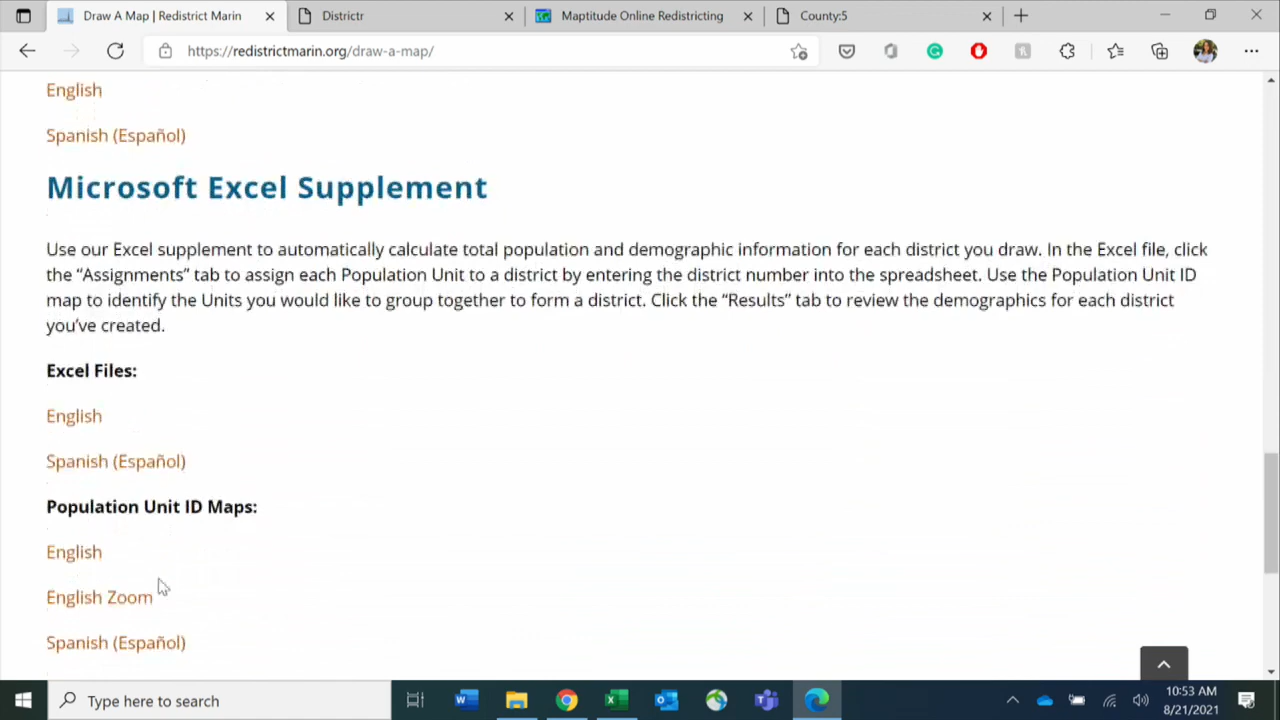 Draw A Map | Redistrict Marin
Districtr
Maptitude Online Redistricting
County:5
https://redistrictmarin.org/draw-a-map/
English
Spanish (Español)
Microsoft Excel Supplement
Use our Excel supplement to automatically calculate total population and demographic information for each district you draw. In the Excel file, click
the “Assignments” tab to assign each Population Unit to a district by entering the district number into the spreadsheet. Use the Population Unit ID
map to identify the Units you would like to group together to form a district. Click the “Results” tab to review the demographics for each district
you’ve created.
Excel Files:
English
Spanish (Español)
Population Unit ID Maps:
English
English Zoom
Spanish (Español)
Type here to search
10:53 AM
8/21/2021